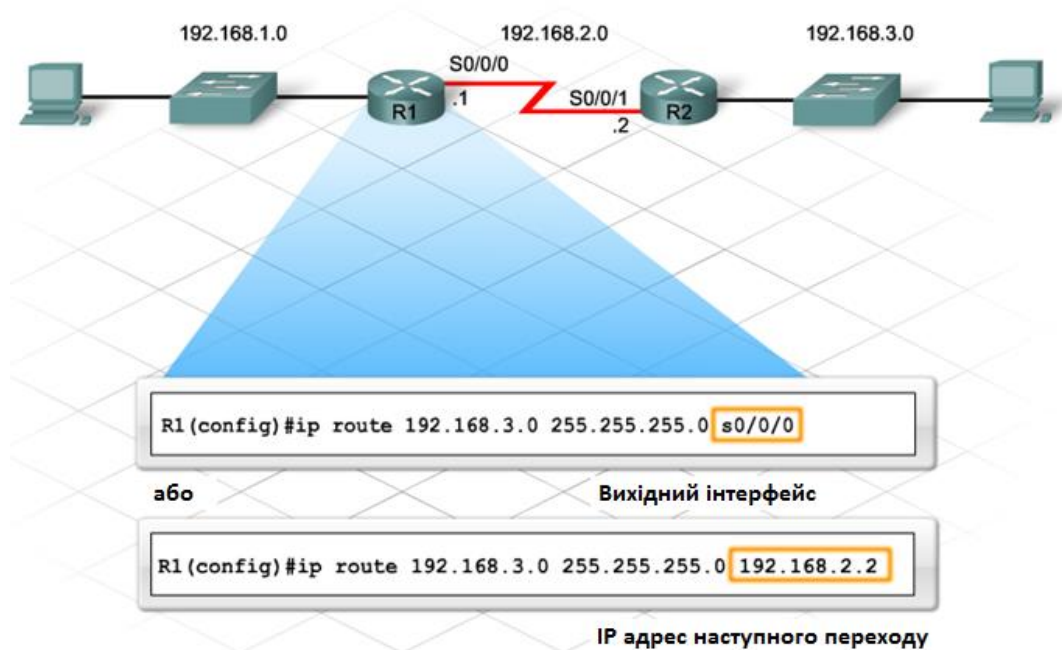 192.168.1.0
192.168.2.0
192.168.3.0
S0/0/0
.1
S0/0/1
.2
R1
R2
R1(config)#ip route 192.168.3.0 255.255.255.0 s0/0/0
або
Вихідний інтерфейс
R1(config)#ip route 192.168.3.0 255.255.255.0 192.168.2.2
IP адрес наступного переходу